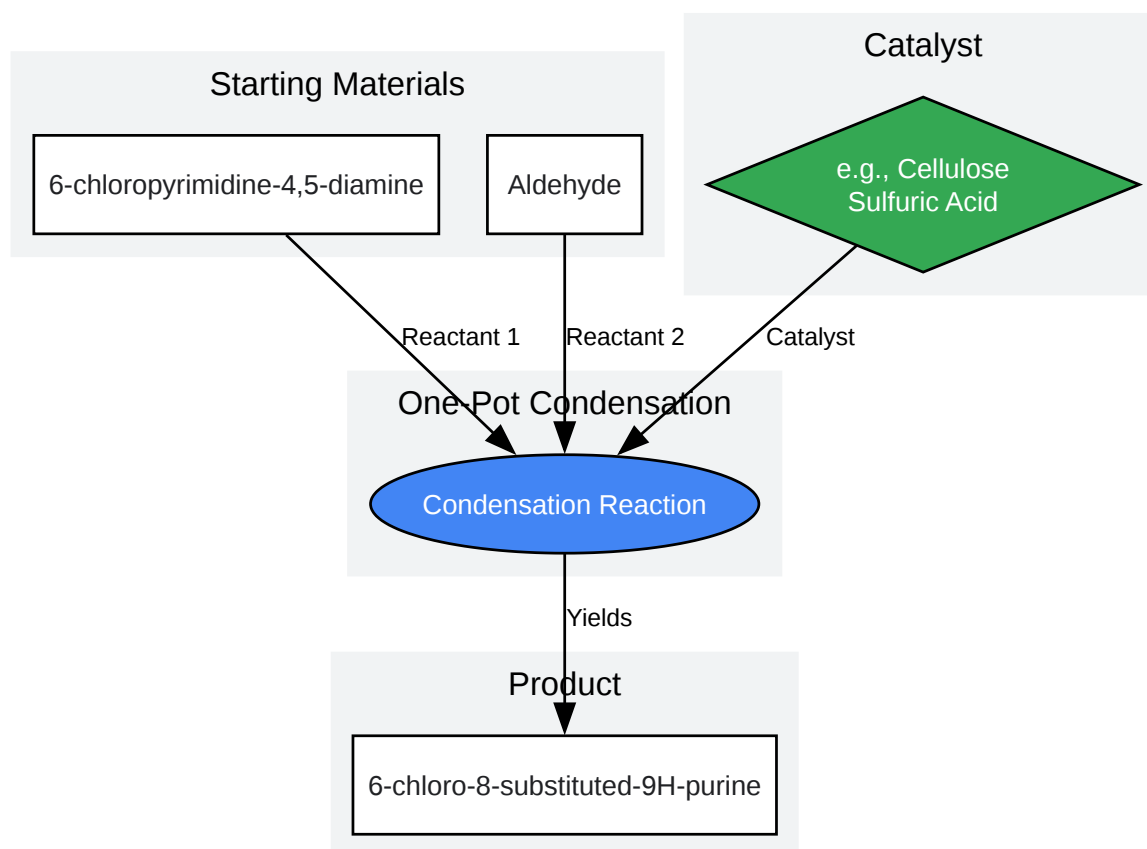 Catalyst
Starting Materials
6-chloropyrimidine-4,5-diamine
Aldehyde
e.g., Cellulose
Sulfuric Acid
Reactant 1
Reactant 2
Catalyst
One-Pot Condensation
Condensation Reaction
Yields
Product
6-chloro-8-substituted-9H-purine